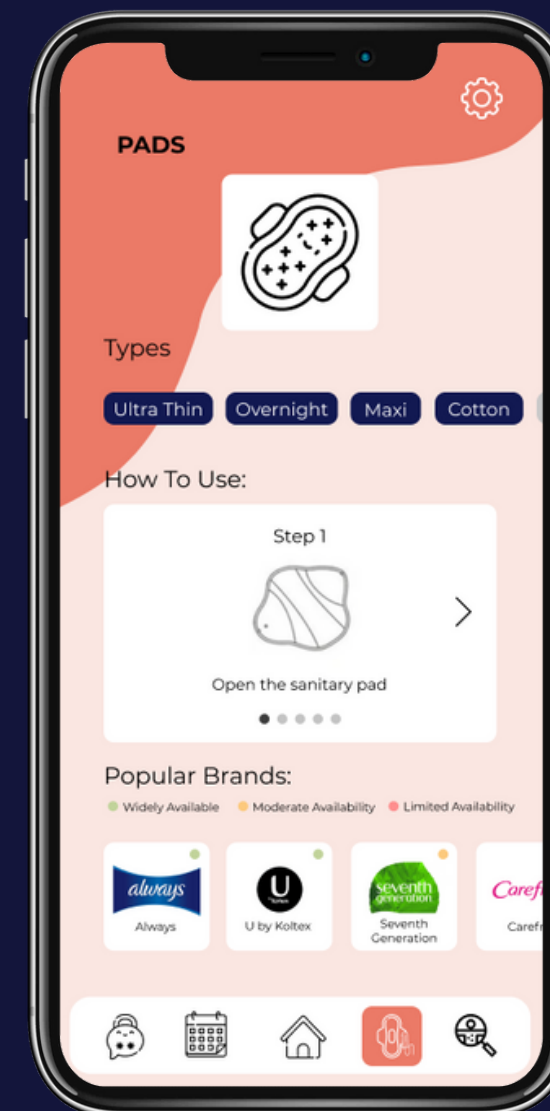 PADS
Types
Ultra Thin Overnight Maxi Cotton
How To Use:
Step 1
Open the sanitary pad
Popular Brands:
Widely Available Moderate Availability Limited Availability
always U seventh generation Caref
Always U by Koltex Seventh Generation Carefr